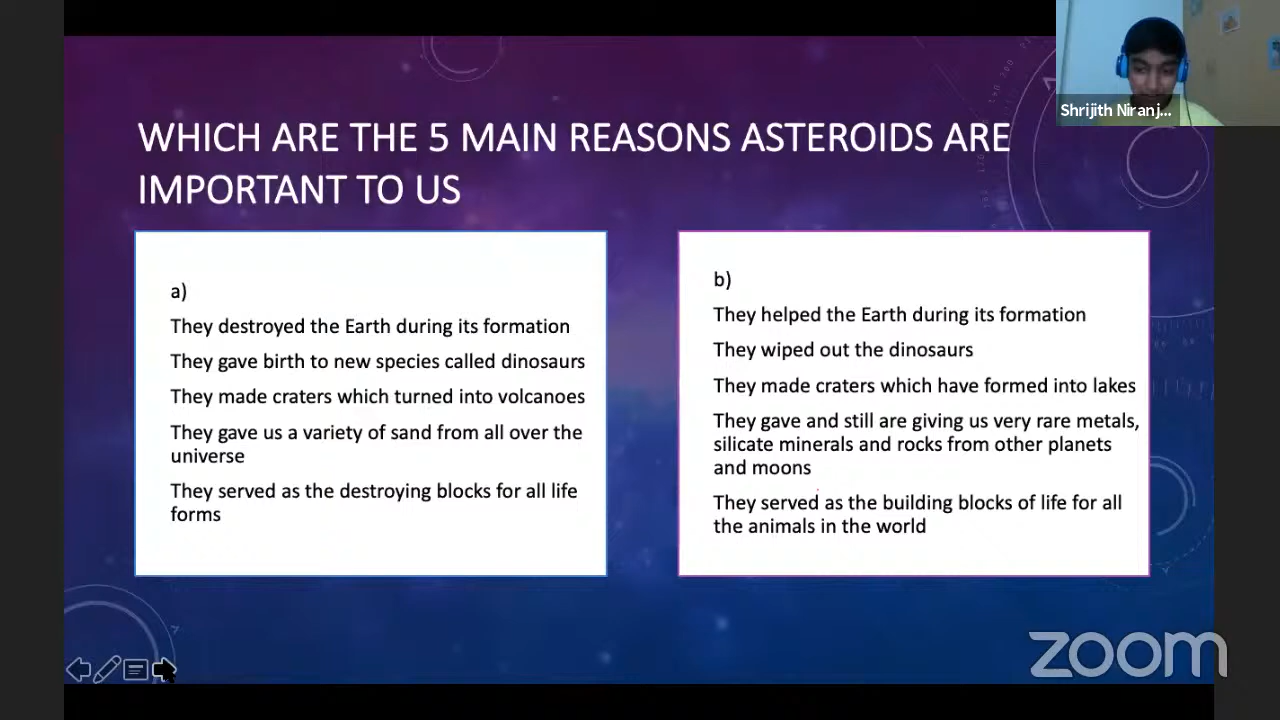 Shrijith Niranj...
WHICH ARE THE 5 MAIN REASONS ASTEROIDS ARE
IMPORTANT TO US
a)
They destroyed the Earth during its formation
They gave birth to new species called dinosaurs
They made craters which turned into volcanoes
They gave us a variety of sand from all over the
universe
They served as the destroying blocks for all life
forms
b)
They helped the Earth during its formation
They wiped out the dinosaurs
They made craters which have formed into lakes
They gave and still are giving us very rare metals,
silicate minerals and rocks from other planets
and moons
They served as the building blocks of life for all
the animals in the world
zoom